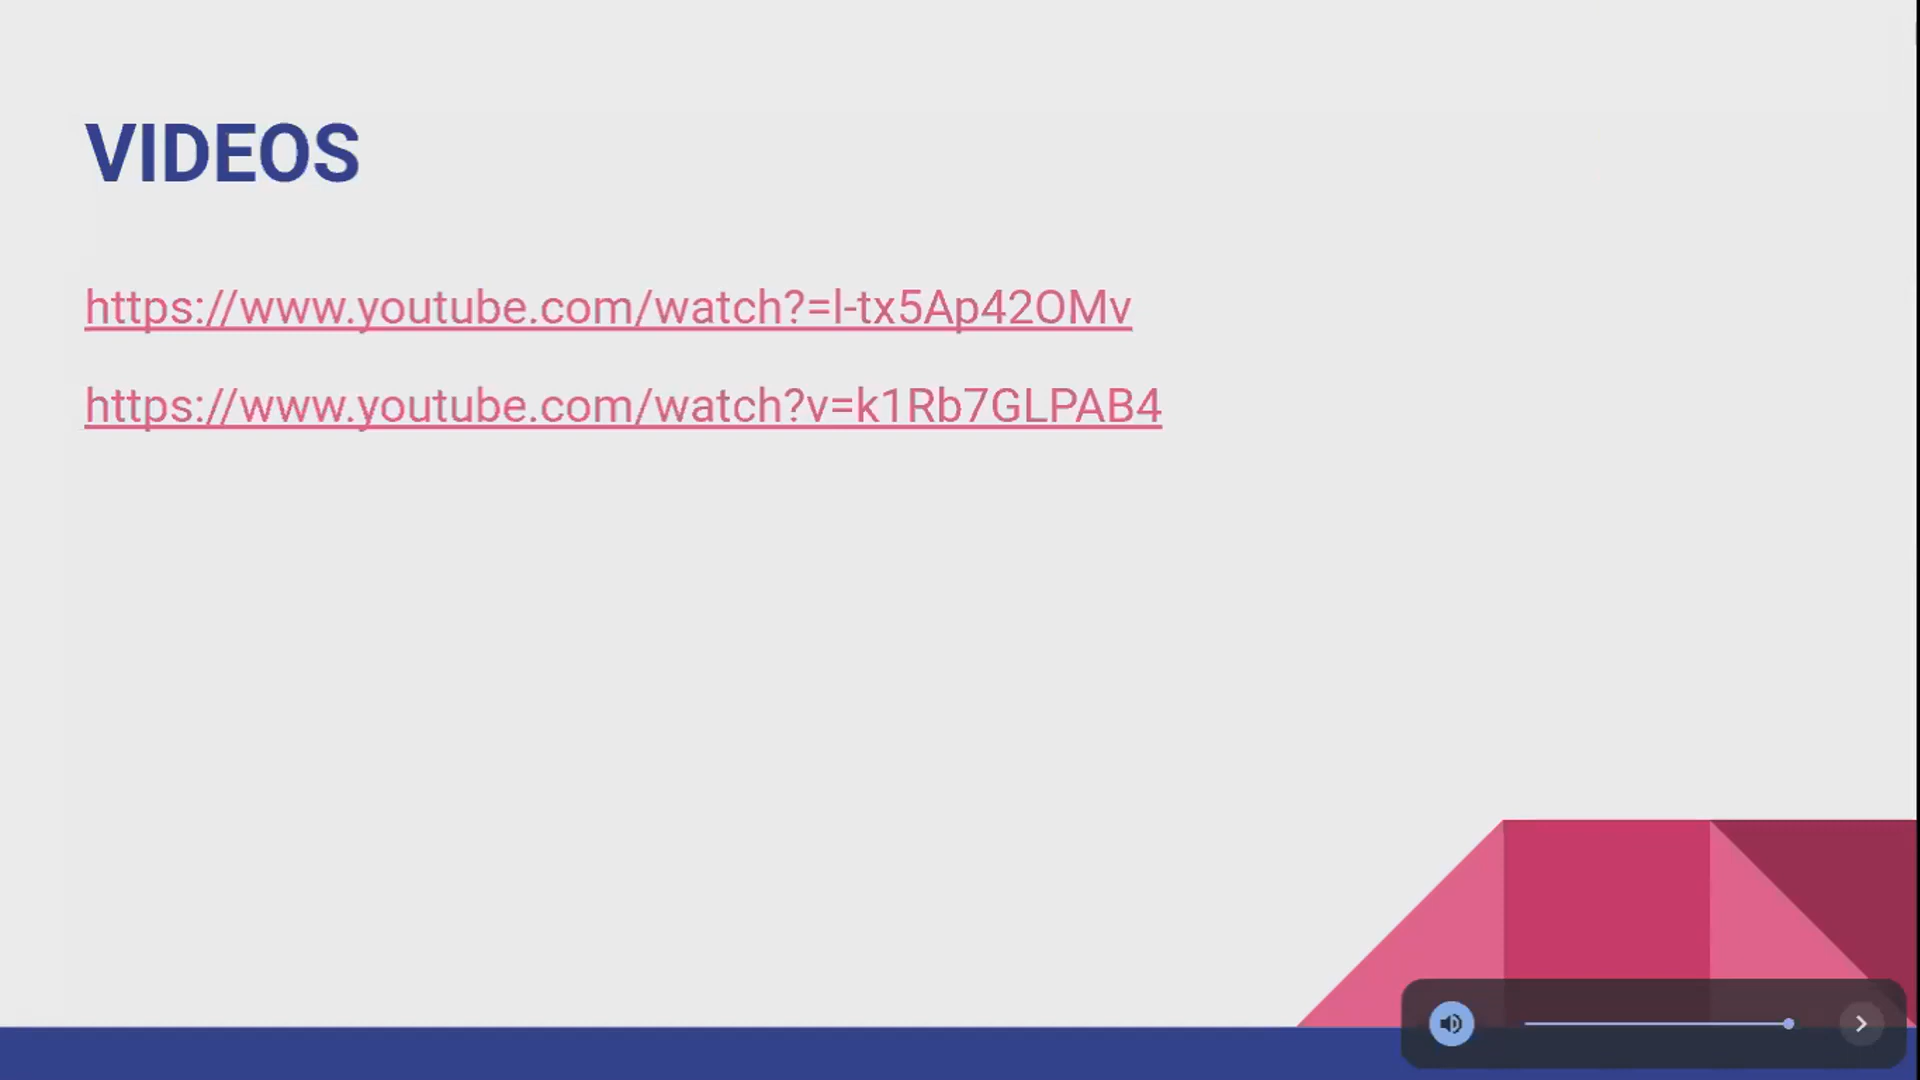 VIDEOS
https://www.youtube.com/watch?=l-tx5Ap42OMv
https://www.youtube.com/watch?v=k1Rb7GLPAB4